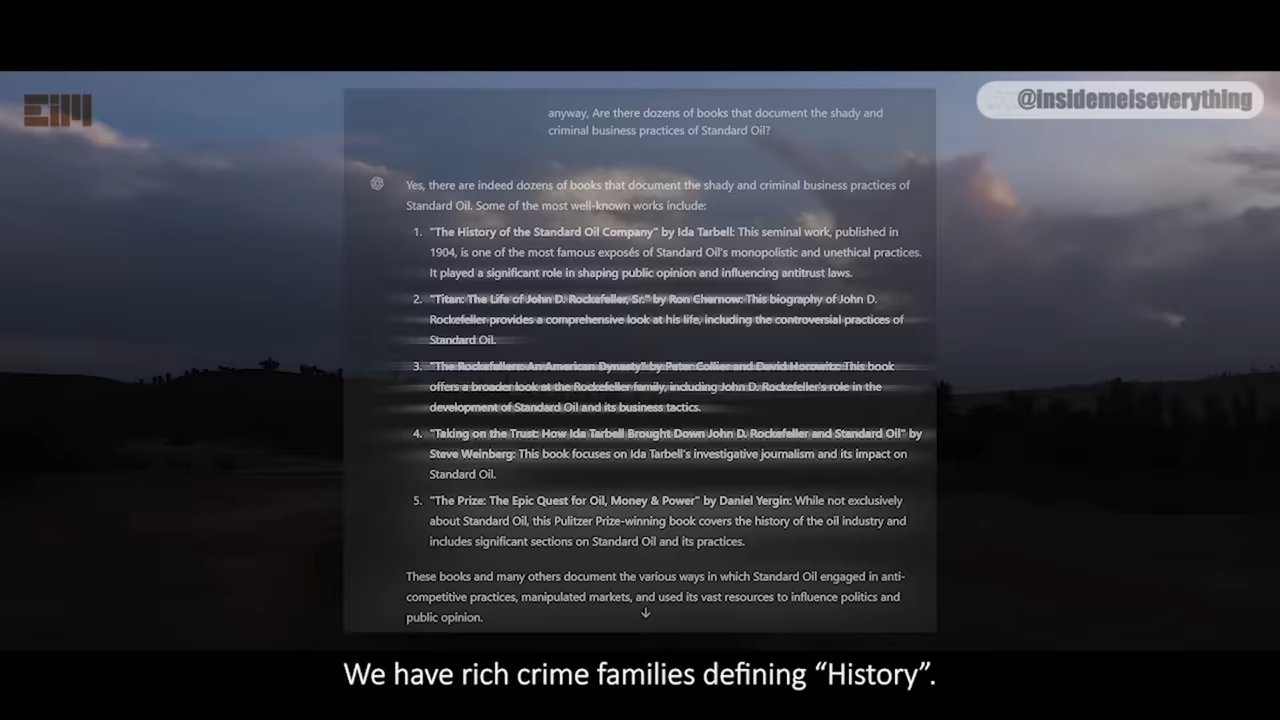 EiM
@insidemeiseverything
anyway, Are there dozens of books that document the shady and
criminal business practices of Standard Oil?
Yes, there are indeed dozens of books that document the shady and criminal business practices of
Standard Oil. Some of the most well-known works include:
1. "The History of the Standard Oil Company" by Ida Tarbell: This seminal work, published in
1904, is one of the most famous exposés of Standard Oil's monopolistic and unethical practices.
It played a significant role in shaping public opinion and influencing antitrust laws.
2. "Titan: The Life of John D. Rockefeller, Sr." by Ron Chernow: This biography of John D.
Rockefeller provides a comprehensive look at his life, including the controversial practices of
Standard Oil.
3. "The Rockefellers: An American Dynasty" by Peter Collier and David Horowitz: This book
offers a broader look at the Rockefeller family, including John D. Rockefeller's role in the
development of Standard Oil and its business tactics.
4. "Taking on the Trust: How Ida Tarbell Brought Down John D. Rockefeller and Standard Oil" by
Steve Weinberg: This book focuses on Ida Tarbell's investigative journalism and its impact on
Standard Oil.
5. "The Prize: The Epic Quest for Oil, Money & Power" by Daniel Yergin: While not exclusively
about Standard Oil, this Pulitzer Prize-winning book covers the history of the oil industry and
includes significant sections on Standard Oil and its practices.
These books and many others document the various ways in which Standard Oil engaged in anti-
competitive practices, manipulated markets, and used its vast resources to influence politics and
public opinion.
We have rich crime families defining “History”.